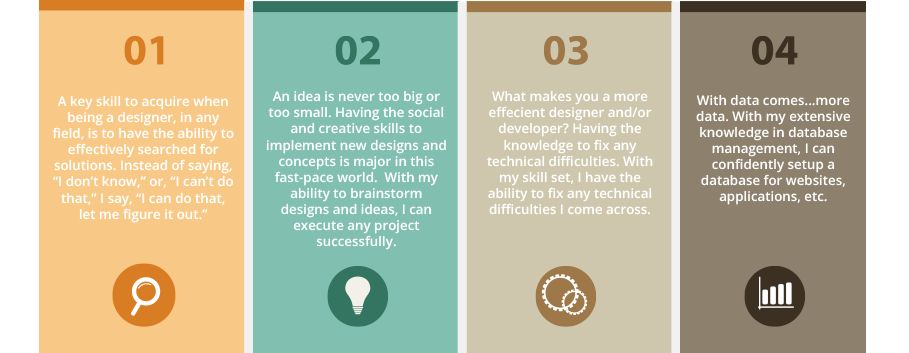 01
A key skill to acquire when
being a designer, in any
field, is to have the ability to
effectively searched for
solutions. Instead of saying,
“I don’t know,” or, “I can’t do
that,” I say, “I can do that,
let me figure it out.”
02
An idea is never too big or
too small. Having the social
and creative skills to
implement new designs and
concepts is major in this
fast-pace world.  With my
ability to brainstorm
designs and ideas, I can
execute any project
successfully.
03
What makes you a more
effecient designer and/or
developer? Having the
knowledge to fix any
technical difficulties. With
my skill set, I have the
ability to fix any technical
difficulties I come across.
04
With data comes...more
data. With my extensive
knowledge in database
management, I can
confidently setup a
database for websites,
applications, etc.